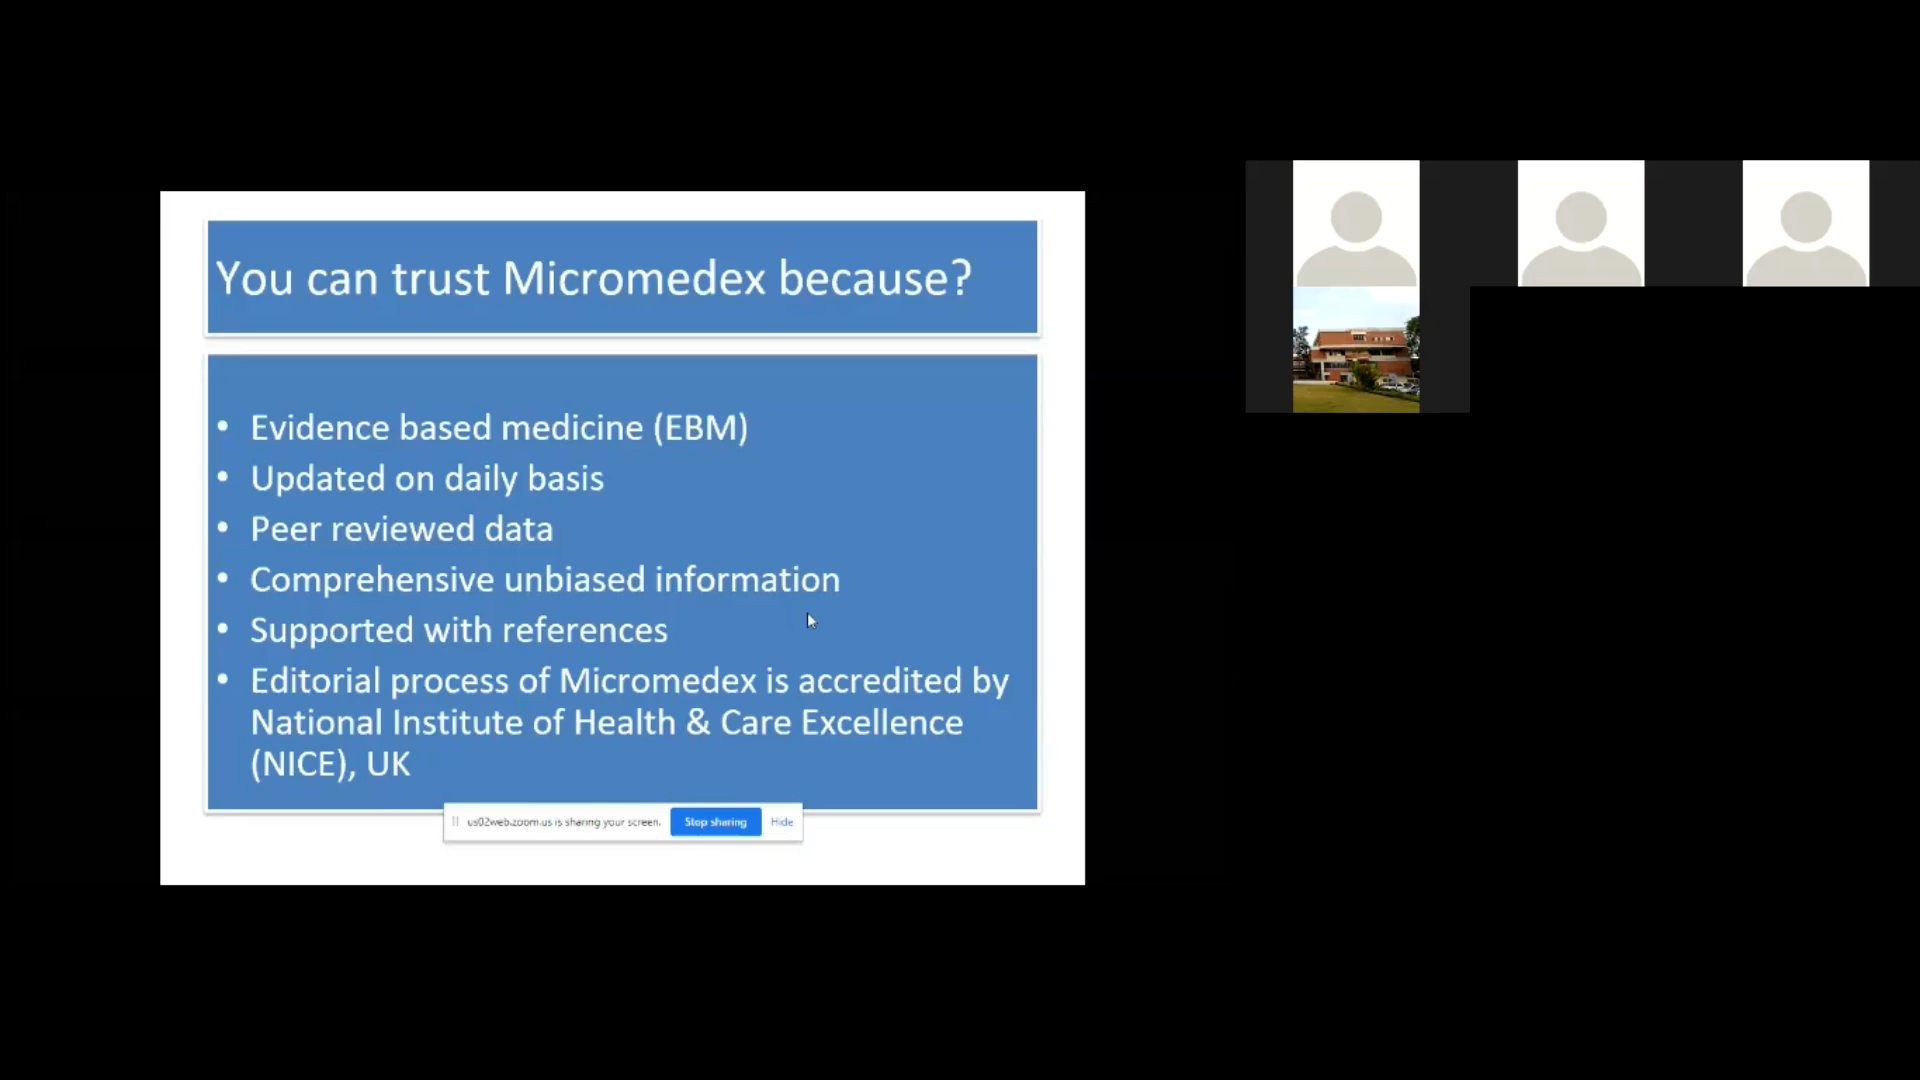 You can trust Micromedex because?
• Evidence based medicine (EBM)
• Updated on daily basis
• Peer reviewed data
• Comprehensive unbiased information
• Supported with references
• Editorial process of Micromedex is accredited by
National Institute of Health & Care Excellence
(NICE), UK
us02web.zoom.us is sharing your screen. Stop sharing Hide